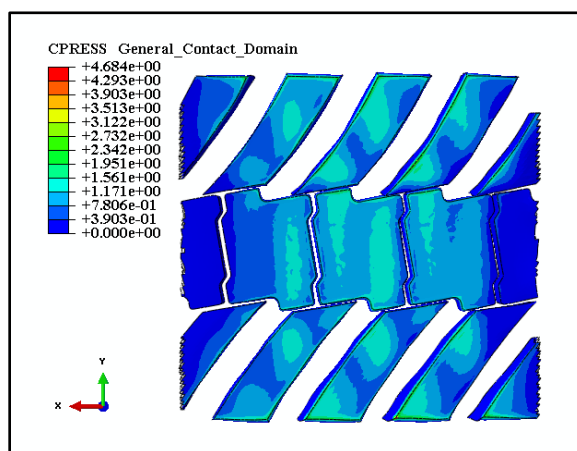 CPRESS General_Contact_Domain
+4.684e+00
+4.293e+00
+3.903e+00
+3.513e+00
+3.122e+00
+2.732e+00
+2.342e+00
+1.951e+00
+1.561e+00
+1.171e+00
+7.806e-01
+3.903e-01
+0.000e+00
Y
X